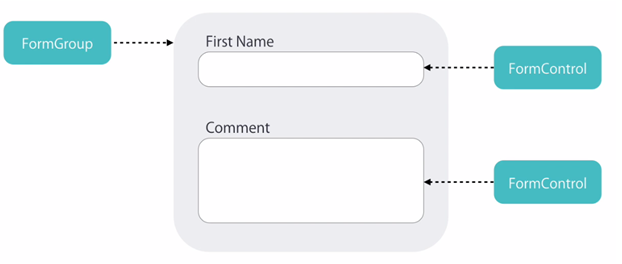 FormGroup
First Name
FormControl
Comment
FormControl